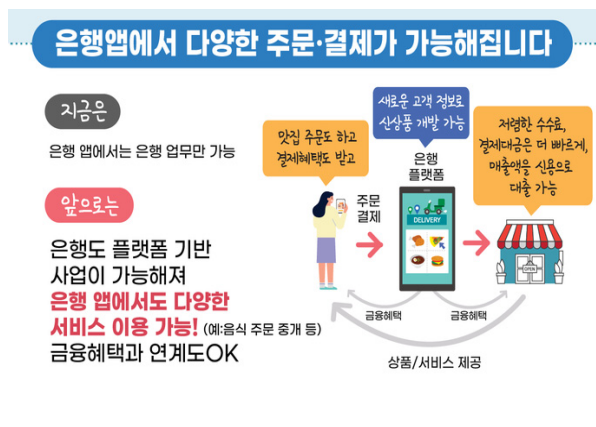 은행앱에서 다양한 주문·결제가 가능해집니다
지금은
은행 앱에서는 은행 업무만 가능
앞으로는
은행도 플랫폼 기반
사업이 가능해져
은행 앱에서도 다양한
서비스 이용 가능! (예:음식 주문 중개 등)
금융혜택과 연계도OK
맛집 주문도 하고
결제혜택도 받고
새로운 고객 정보로
신상품 개발 가능
저렴한 수수료,
결제대금은 더 빠르게,
매출액을 신용으로
대출 가능
은행
플랫폼
주문
결제
DELIVERY
OPEN
금융혜택
금융혜택
상품/서비스 제공